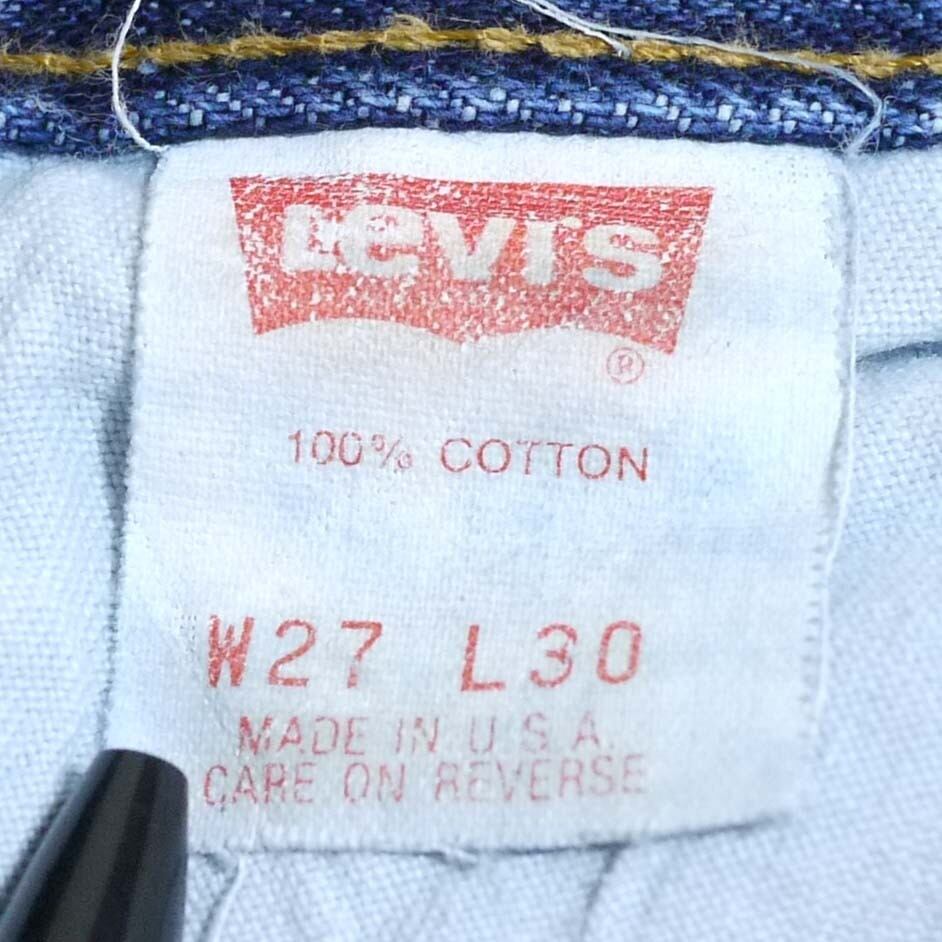 Levi's
®
100% COTTON
W27 L30
MADE IN U.S.A.
CARE ON REVERSE